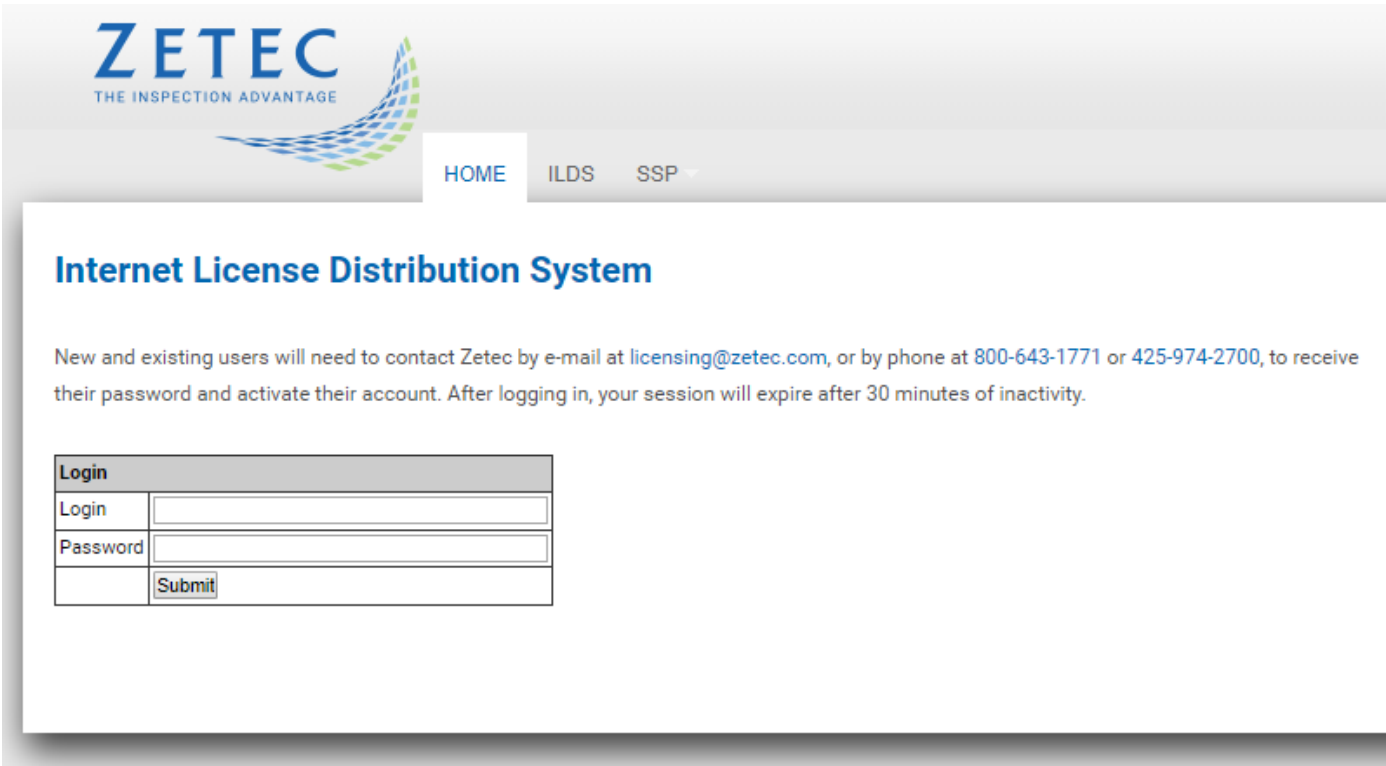 ZETEC
THE INSPECTION ADVANTAGE
HOME ILDS SSP
Internet License Distribution System
New and existing users will need to contact Zetec by e-mail at licensing@zetec.com, or by phone at 800-643-1771 or 425-974-2700, to receive
their password and activate their account. After logging in, your session will expire after 30 minutes of inactivity.
Login
Login
Password
Submit